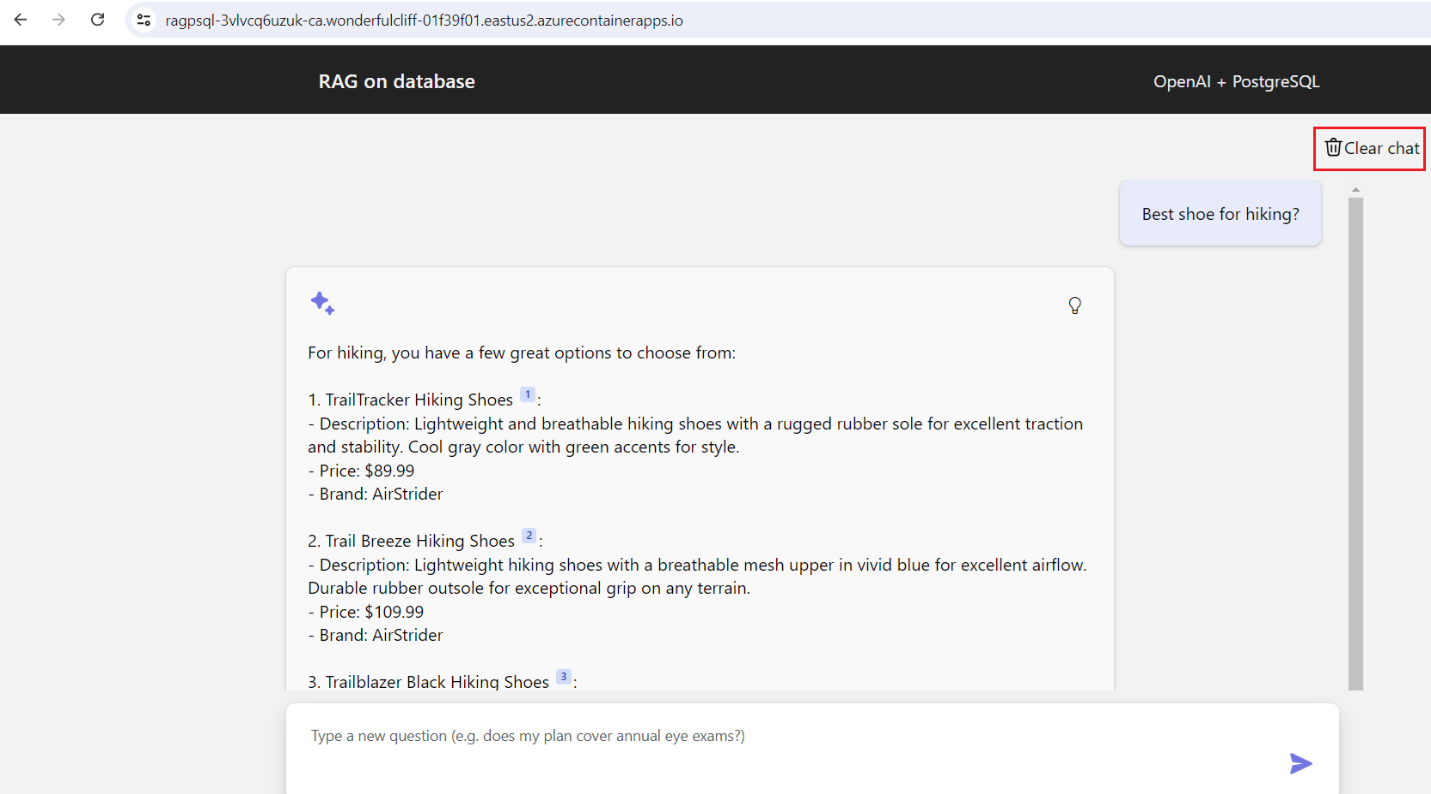 ragpsql-3vlvcq6uzuk-ca.wonderfulcliff-01f39f01.eastus2.azurecontainerapps.io
RAG on database
OpenAI + PostgreSQL
Clear chat
Best shoe for hiking?
For hiking, you have a few great options to choose from:
1. TrailTracker Hiking Shoes 1 :
- Description: Lightweight and breathable hiking shoes with a rugged rubber sole for excellent traction
and stability. Cool gray color with green accents for style.
- Price: $89.99
- Brand: AirStrider
2. Trail Breeze Hiking Shoes 2 :
- Description: Lightweight hiking shoes with a breathable mesh upper in vivid blue for excellent airflow.
Durable rubber outsole for exceptional grip on any terrain.
- Price: $109.99
- Brand: AirStrider
3. Trailblazer Black Hiking Shoes 3 :
Type a new question (e.g. does my plan cover annual eye exams?)